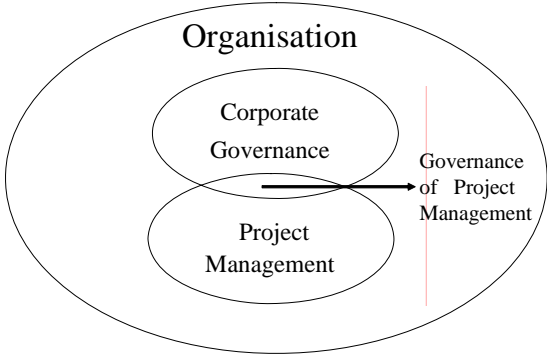 Organisation
Corporate
Governance
Governance
of Project
Management
Project
Management